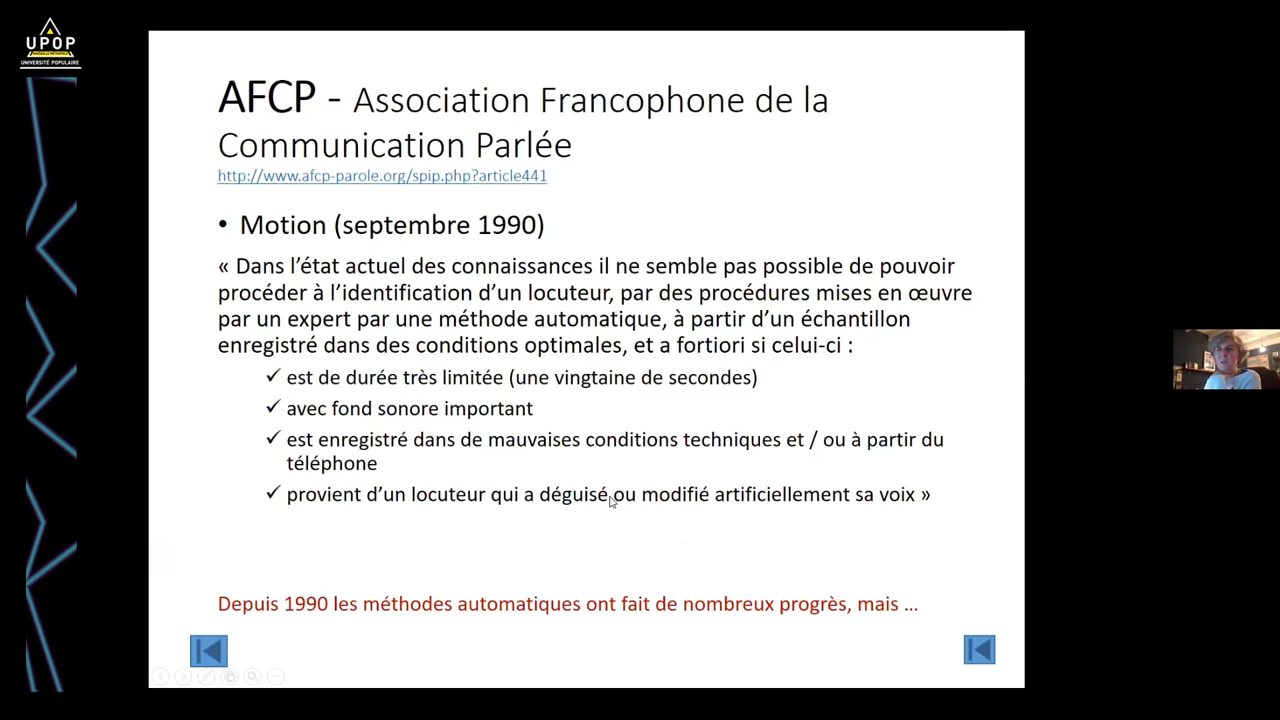 UPOP
MARSEILLE MÉTROPOLE
UNIVERSITÉ POPULAIRE
AFCP - Association Francophone de la
Communication Parlée
http://www.afcp-parole.org/spip.php?article441
• Motion (septembre 1990)
« Dans l’état actuel des connaissances il ne semble pas possible de pouvoir
procéder à l’identification d’un locuteur, par des procédures mises en œuvre
par un expert par une méthode automatique, à partir d’un échantillon
enregistré dans des conditions optimales, et a fortiori si celui-ci :
✓ est de durée très limitée (une vingtaine de secondes)
✓ avec fond sonore important
✓ est enregistré dans de mauvaises conditions techniques et / ou à partir du
téléphone
✓ provient d’un locuteur qui a déguisé ou modifié artificiellement sa voix »
Depuis 1990 les méthodes automatiques ont fait de nombreux progrès, mais …